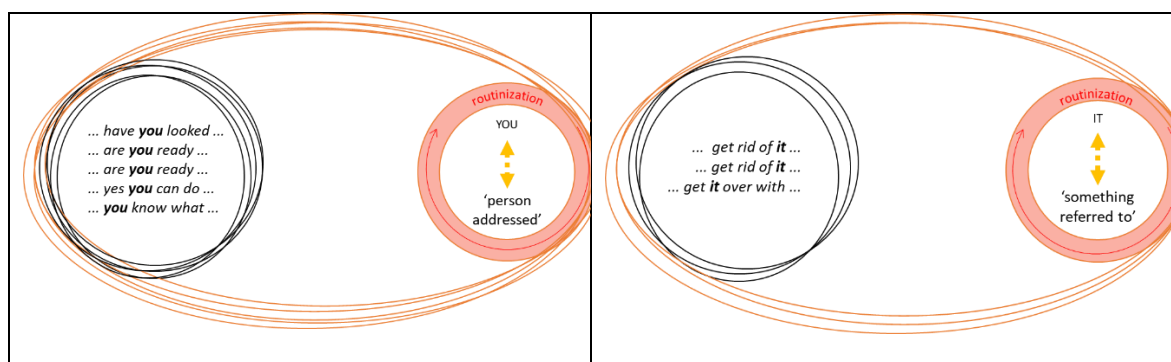 ... have you looked ...
... are you ready ...
... are you ready ...
... yes you can do ...
... you know what ...
routinization
YOU
‘person
addressed’
... get rid of it ...
... get rid of it ...
... get it over with ...
routinization
IT
‘something
referred to’